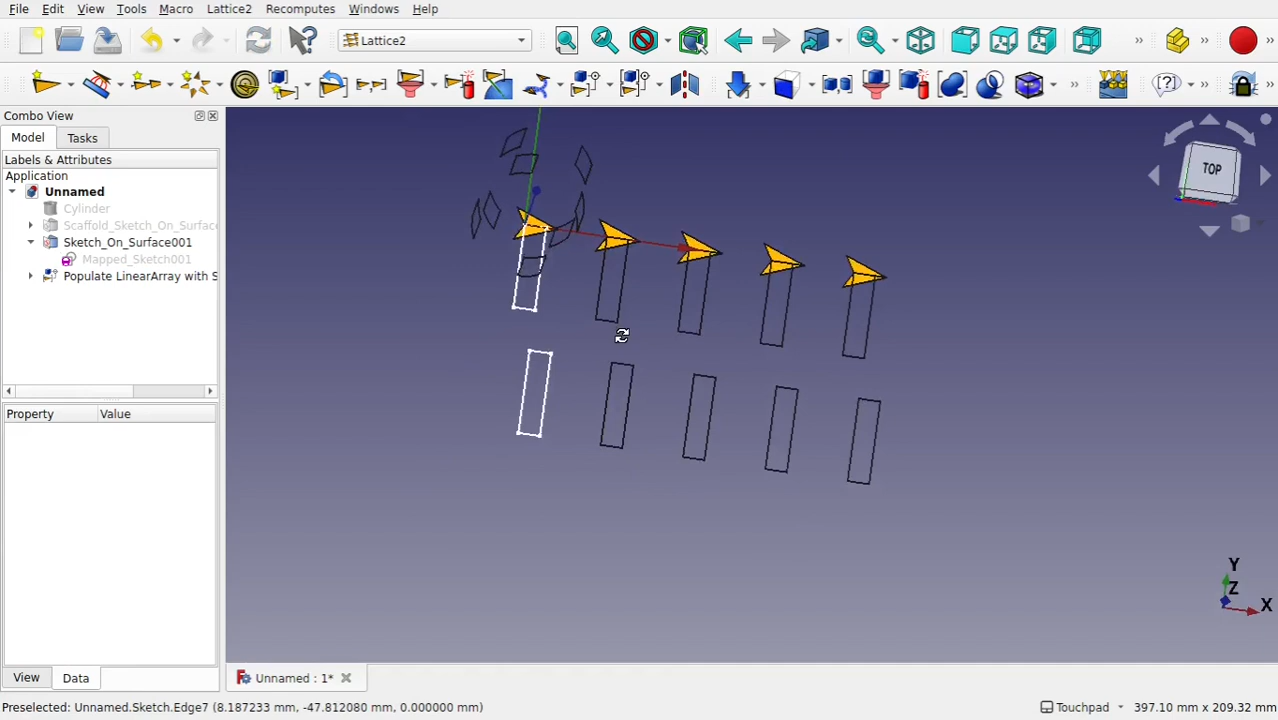 File Edit View Tools Macro Lattice2 Recomputes Windows Help
Lattice2
Combo View
Model Tasks
Labels & Attributes
Application
Unnamed
Cylinder
Scaffold_Sketch_On_Surface
Sketch_On_Surface001
Mapped_Sketch001
Populate LinearArray with S
Property Value
View Data
TOP
Y
Z
X
Unnamed : 1*
Preselected: Unnamed.Sketch.Edge7 (8.187233 mm, -47.812080 mm, 0.000000 mm) Touchpad 397.10 mm x 209.32 mm